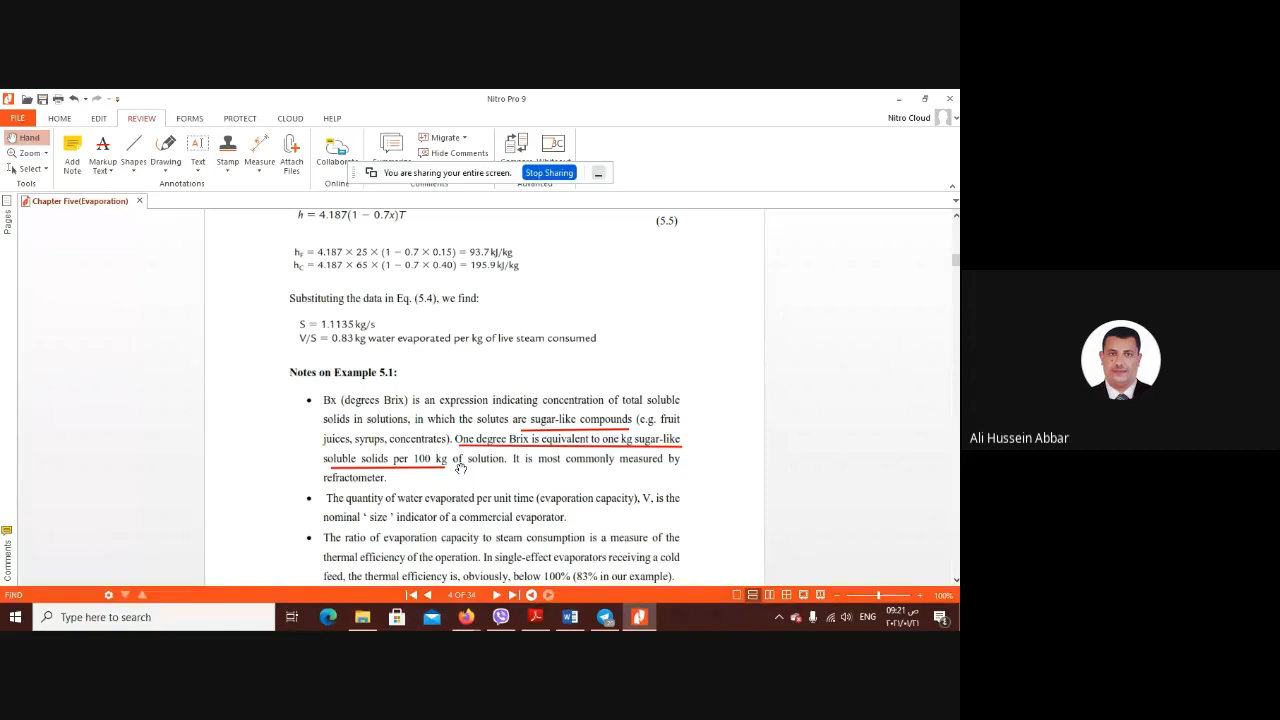 Nitro Pro 9
FILE HOME EDIT REVIEW FORMS PROTECT CLOUD HELP
Nitro Cloud
Hand
Zoom
Select
Tools
Add Note
Markup Text
Shapes
Drawing
Text
Stamp
Measure
Attach Files
Annotations
Collaborate
Online
Migrate
Hide Comments
You are sharing your entire screen. Stop Sharing
Pages
Chapter Five(Evaporation)
h = 4.187(1 − 0.7x)T
(5.5)
hF = 4.187 × 25 × (1 − 0.7 × 0.15) = 93.7 kJ/kg
hC = 4.187 × 65 × (1 − 0.7 × 0.40) = 195.9 kJ/kg
Substituting the data in Eq. (5.4), we find:
S = 1.1135 kg/s
V/S = 0.83 kg water evaporated per kg of live steam consumed
Notes on Example 5.1:
• Bx (degrees Brix) is an expression indicating concentration of total soluble
solids in solutions, in which the solutes are sugar-like compounds (e.g. fruit
juices, syrups, concentrates). One degree Brix is equivalent to one kg sugar-like
soluble solids per 100 kg of solution. It is most commonly measured by
refractometer.
• The quantity of water evaporated per unit time (evaporation capacity), V, is the
nominal ‘ size ’ indicator of a commercial evaporator.
• The ratio of evaporation capacity to steam consumption is a measure of the
thermal efficiency of the operation. In single-effect evaporators receiving a cold
feed, the thermal efficiency is, obviously, below 100% (83% in our example).
Comments
Ali Hussein Abbar
FIND
4 OF 34
100%
Type here to search
ENG
09:21 ص